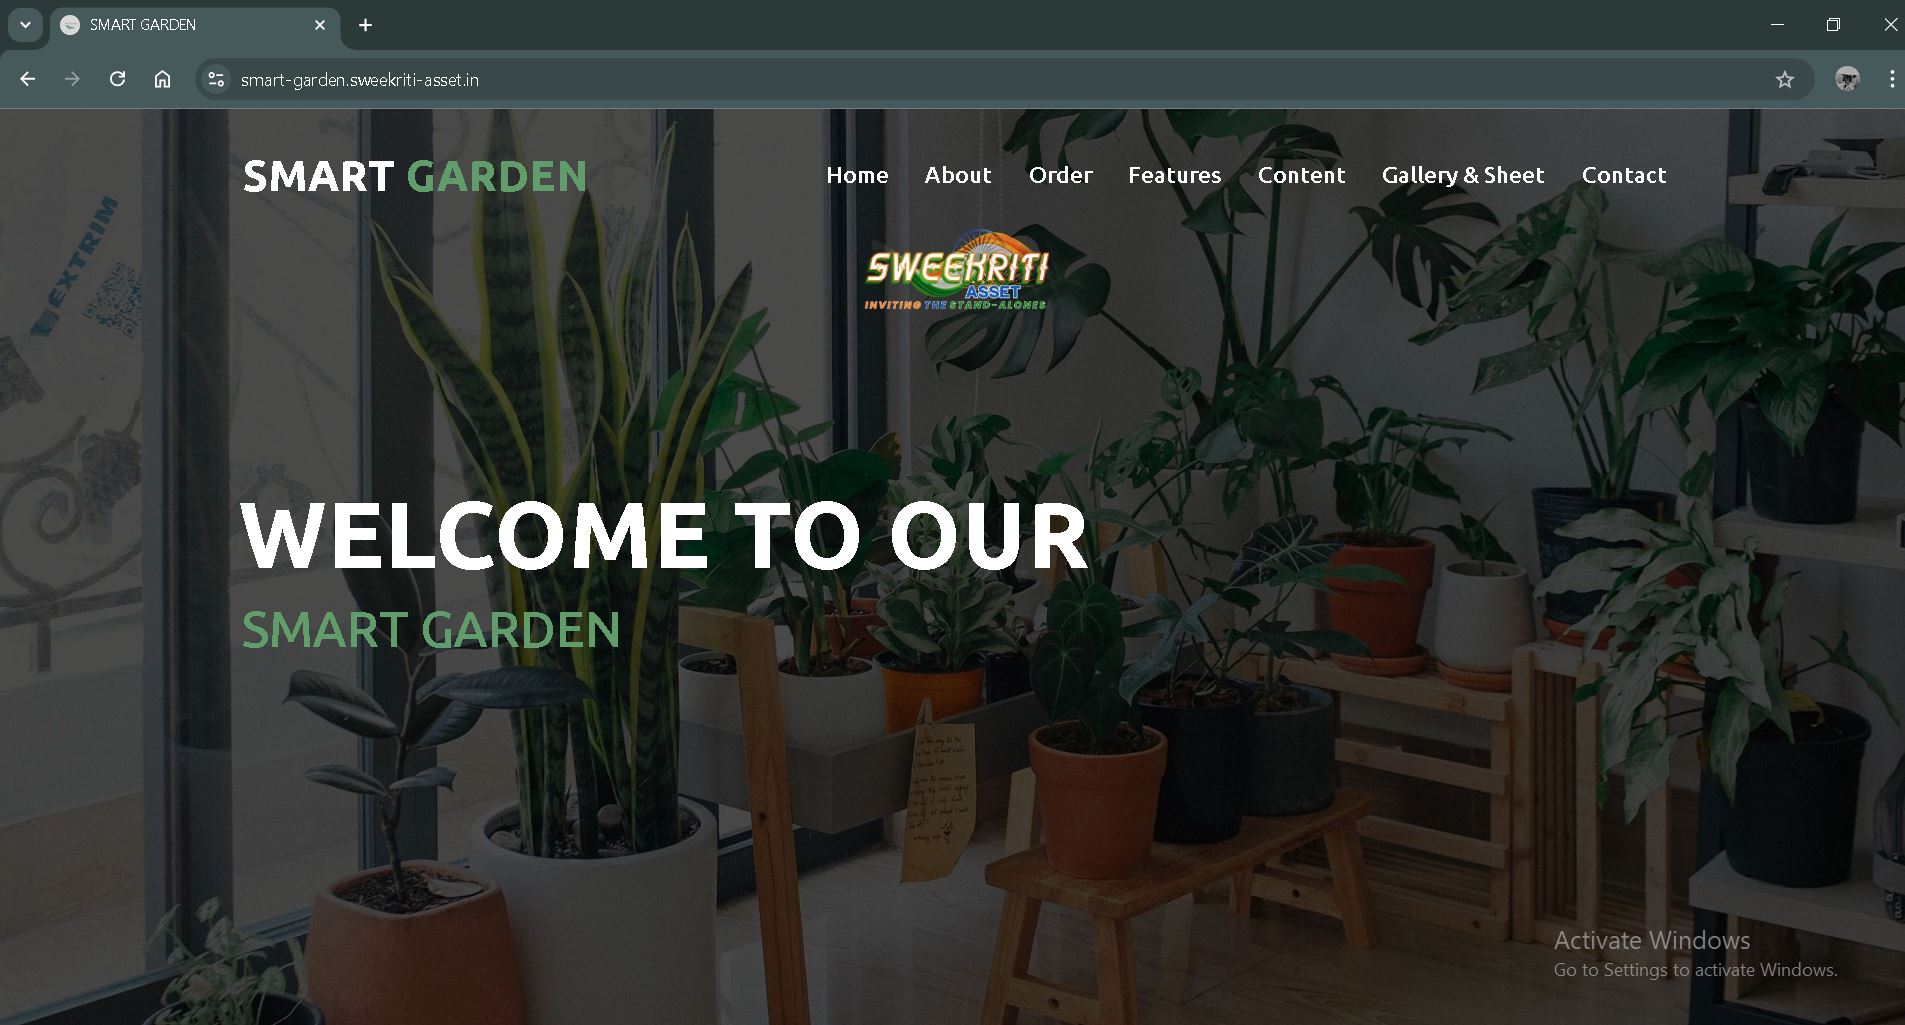 SMART GARDEN
smart-garden.sweekriti-asset.in
SMART GARDEN
Home About Order Features Content Gallery & Sheet Contact
EXTRIM
SWEEKRITI
ASSET
INVITING THE STAND-ALONES
WELCOME TO OUR
SMART GARDEN
Activate Windows
Go to Settings to activate Windows.